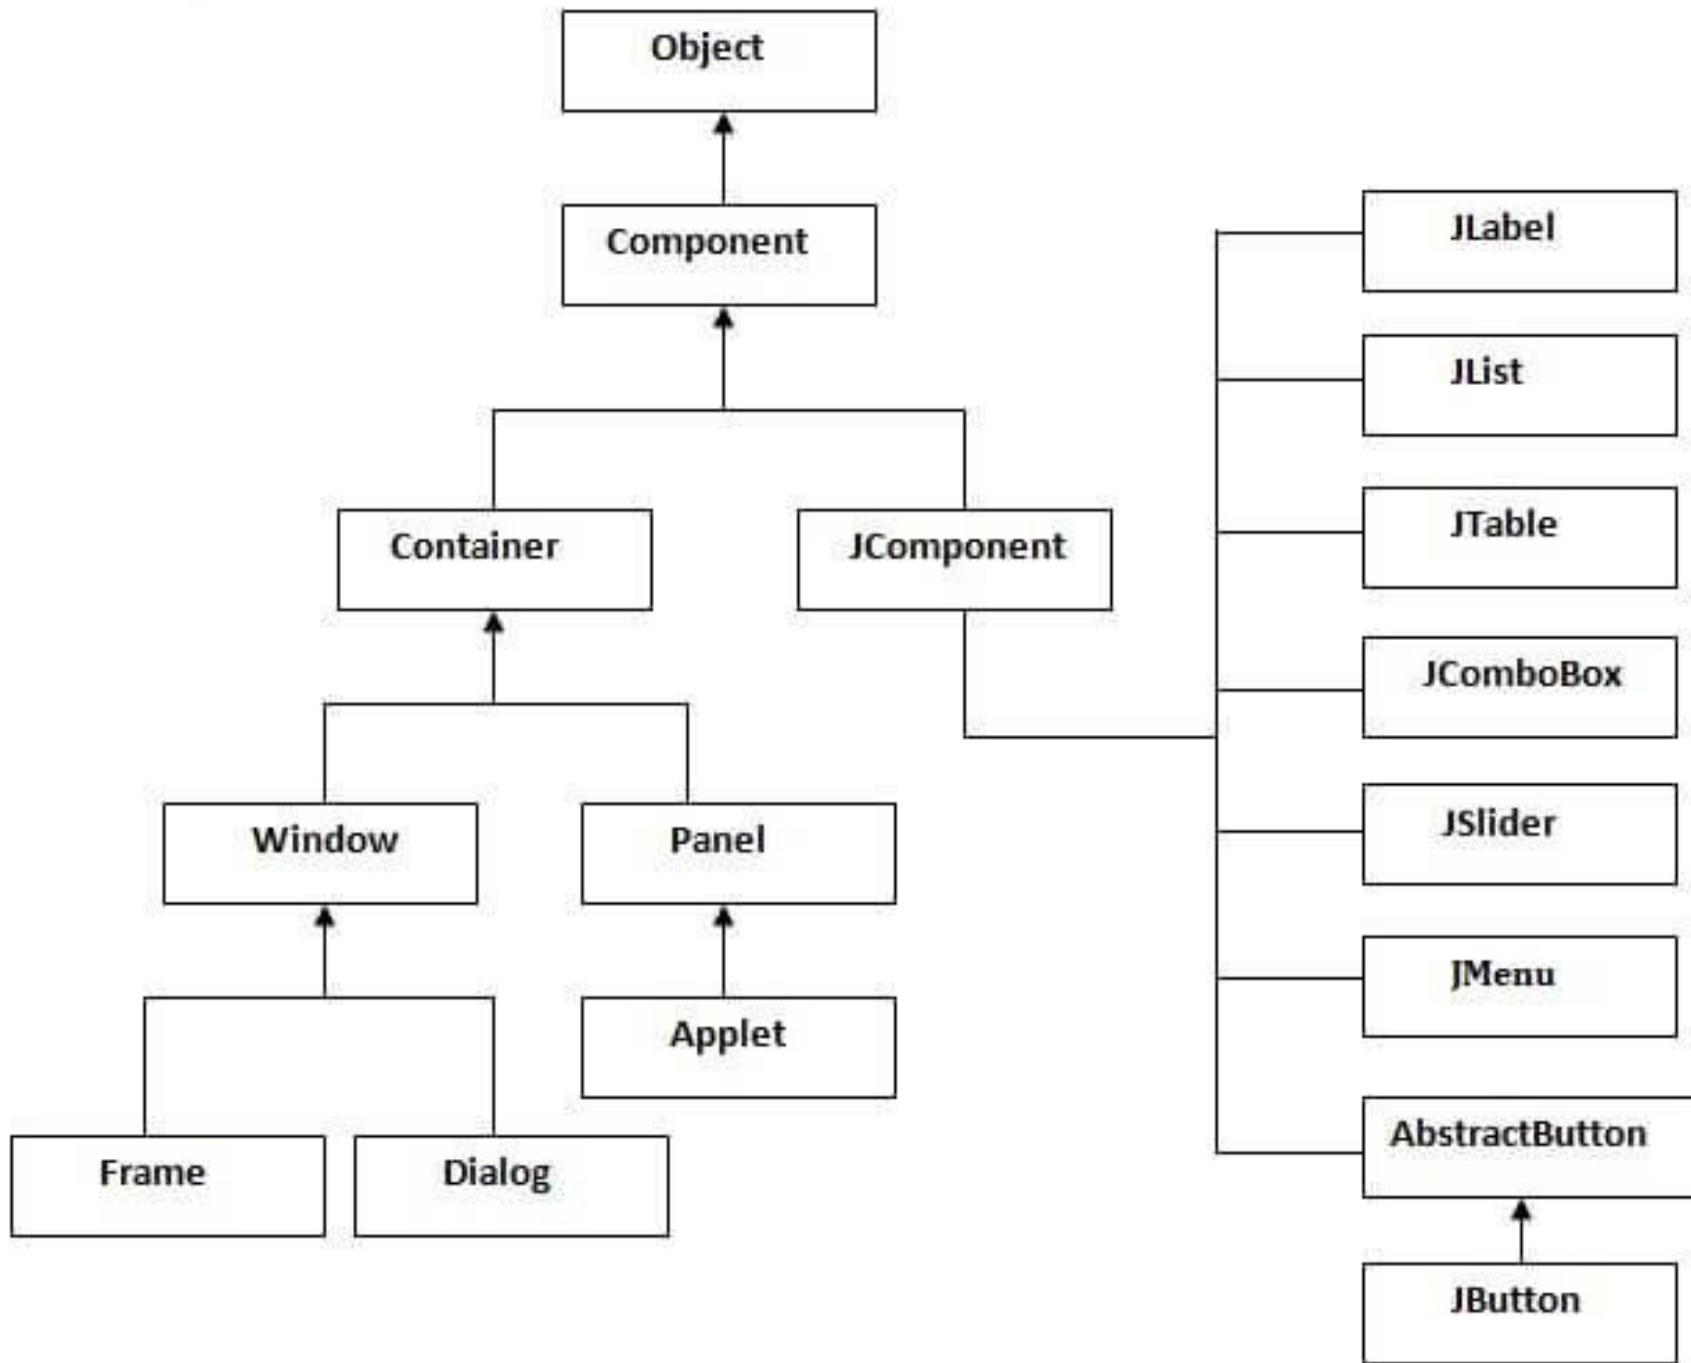 Object
Component
Container
JComponent
Window
Panel
Applet
Frame
Dialog
JLabel
JList
JTable
JComboBox
JSlider
JMenu
AbstractButton
JButton